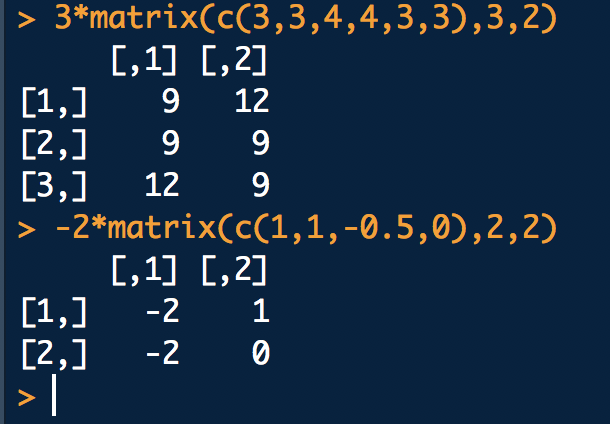 > 3*matrix(c(3,3,4,4,3,3),3,2)
     [,1] [,2]
[1,]    9   12
[2,]    9    9
[3,]   12    9
> -2*matrix(c(1,1,-0.5,0),2,2)
     [,1] [,2]
[1,]   -2    1
[2,]   -2    0
>